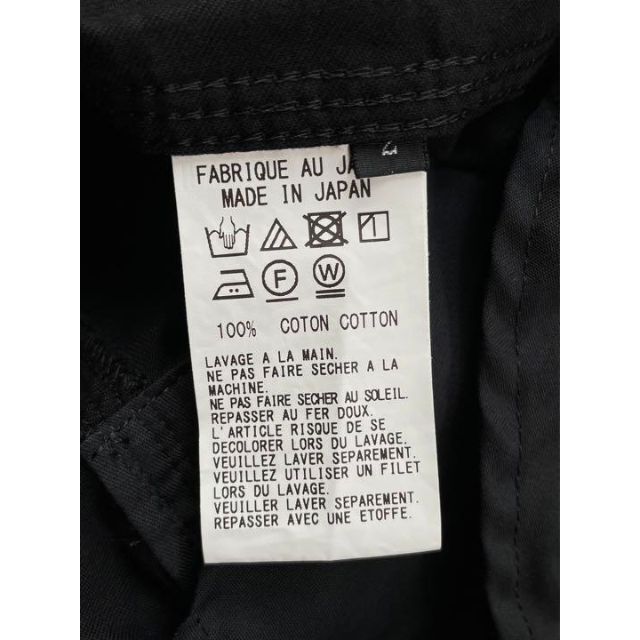 FABRIQUE AU
MADE IN JAPAN
F
W
100% COTON COTTON
LAVAGE A LA MAIN.
NE PAS FAIRE SECHER A LA
MACHINE.
NE PAS FAIRE SECHER AU SOLEIL.
REPASSER AU FER DOUX.
L'ARTICLE RISQUE DE SE
DECOLORER LORS DU LAVAGE.
VEUILLEZ LAVER SEPAREMENT.
VEUILLEZ UTILISER UN FILET
LORS DU LAVAGE.
VEUILLER LAVER SEPAREMENT.
REPASSER AVEC UNE ETOFFE.